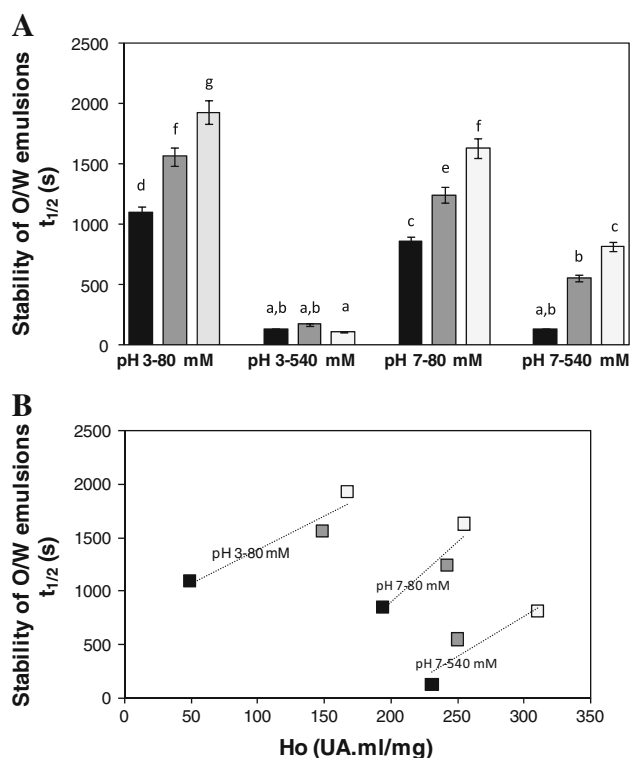 A
Stability of O/W emulsions
t1/2 (s)
2500
2000
1500
1000
500
0
d
f
g
a,b
a,b
a
c
e
f
a,b
b
c
pH 3-80 mM
pH 3-540 mM
pH 7-80 mM
pH 7-540 mM
B
Stability of O/W emulsions
t1/2 (s)
2500
2000
1500
1000
500
0
pH 3-80 mM
pH 7-80 mM
pH 7-540 mM
0
50
100
150
200
250
300
350
Ho (UA.ml/mg)